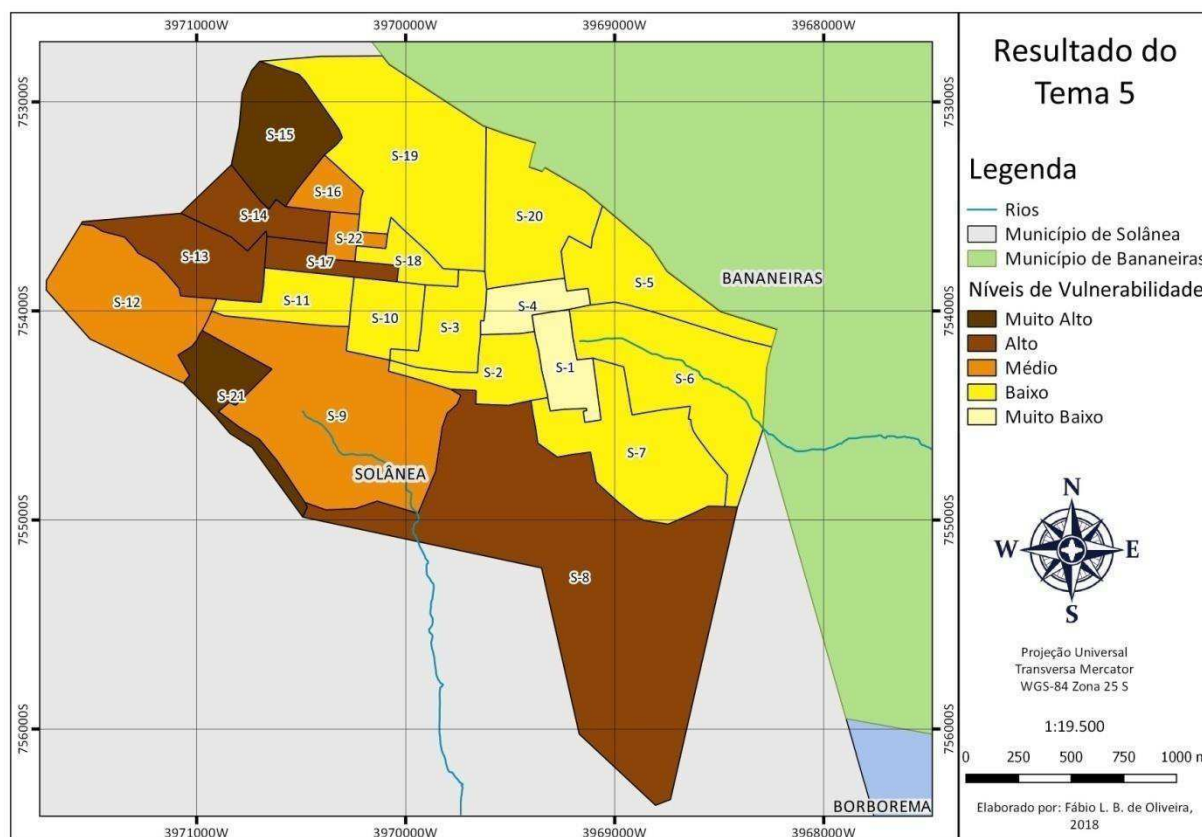 3971000W
3970000W
3969000W
3968000W
Resultado do
Tema 5
7553000S
7553000S
S-15
S-19
S-16
S-14
S-20
S-22
S-18
S-13
S-17
S-5
BANANEIRAS
S-12
S-11
S-4
7554000S
7554000S
S-10
S-3
S-2
S-1
S-6
S-21
S-9
S-7
SOLÂNEA
7555000S
7555000S
S-8
7556000S
7556000S
BORBOREMA
3971000W
3970000W
3969000W
3968000W
Legenda
Rios
Município de Solânea
Município de Bananeiras
Níveis de Vulnerabilidade
Muito Alto
Alto
Médio
Baixo
Muito Baixo
N
W
E
S
Projeção Universal
Transversa Mercator
WGS-84 Zona 25 S
1:19.500
0 250 500 750 1000 m
Elaborado por: Fábio L. B. de Oliveira,
2018